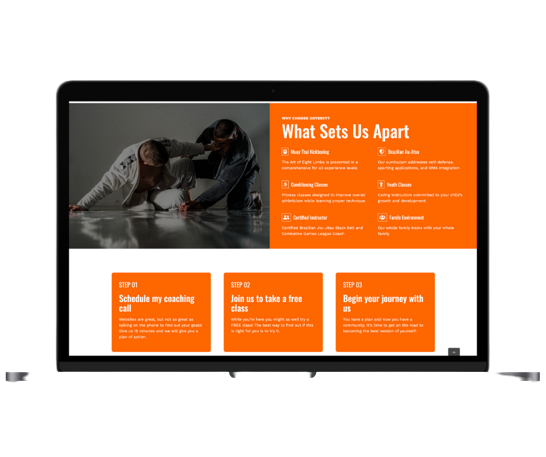 WHY CHOOSE ODYSSEY?
What Sets Us Apart
Muay Thai Kickboxing
Brazilian Jiu-Jitsu
The Art of Eight Limbs is presented in a
comprehensive for all experience levels
Our curriculum addresses self-defense,
sporting applications, and MMA integration
Conditioning Classes
Youth Classes
Fitness classes designed to improve overall
athleticism while learning proper technique
Caring instructors committed to your child's
growth and development
Certified Instructor
Family Environment
Certified Brazilian Jiu-Jitsu Black Belt and
Combative Games League Coach
Our whole family trains with your whole
family
STEP 01
Schedule my coaching
call
Websites are great, but not as great as
talking on the phone to find out your goals!
Give us 15 minutes and we will give you a
plan of action.
STEP 02
Join us to take a free
class
While you're here you might as well try a
FREE class! The best way to find out if this
is right for you is to try it.
STEP 03
Begin your journey with
us
You have a plan and now you have a
community. It's time to get on the road to
becoming the best version of yourself!